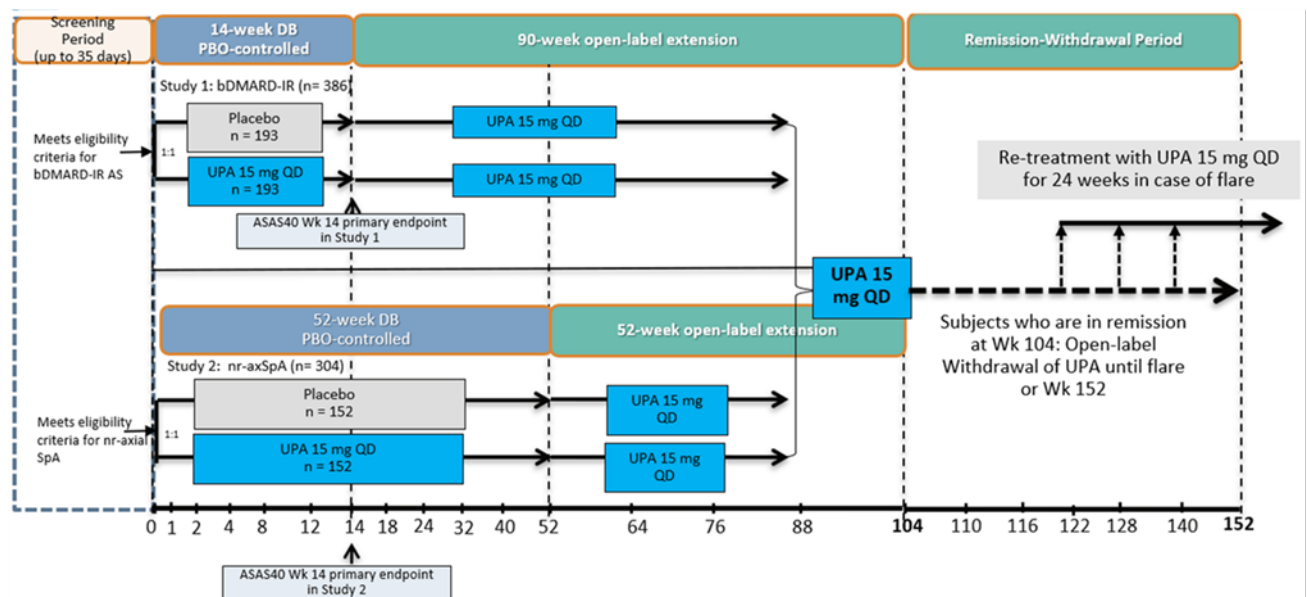 Screening
Period
(up to 35 days)
14-week DB
PBO-controlled
90-week open-label extension
Remission-Withdrawal Period
Study 1: bDMARD-IR (n= 386)
Meets eligibility
criteria for
bDMARD-IR AS
1:1
Placebo
n = 193
UPA 15 mg QD
n = 193
UPA 15 mg QD
UPA 15 mg QD
ASAS40 Wk 14 primary endpoint
in Study 1
Re-treatment with UPA 15 mg QD
for 24 weeks in case of flare
UPA 15
mg QD
52-week DB
PBO-controlled
52-week open-label extension
Subjects who are in remission
at Wk 104: Open-label
Withdrawal of UPA until flare
or Wk 152
Study 2: nr-axSpA (n= 304)
Meets eligibility
criteria for nr-axial
SpA
1:1
Placebo
n = 152
UPA 15 mg QD
n = 152
UPA 15 mg
QD
UPA 15 mg
QD
0 1 2 4 8 12 14 18 24 32 40 52 64 76 88 104 110 116 122 128 140 152
ASAS40 Wk 14 primary endpoint
in Study 2